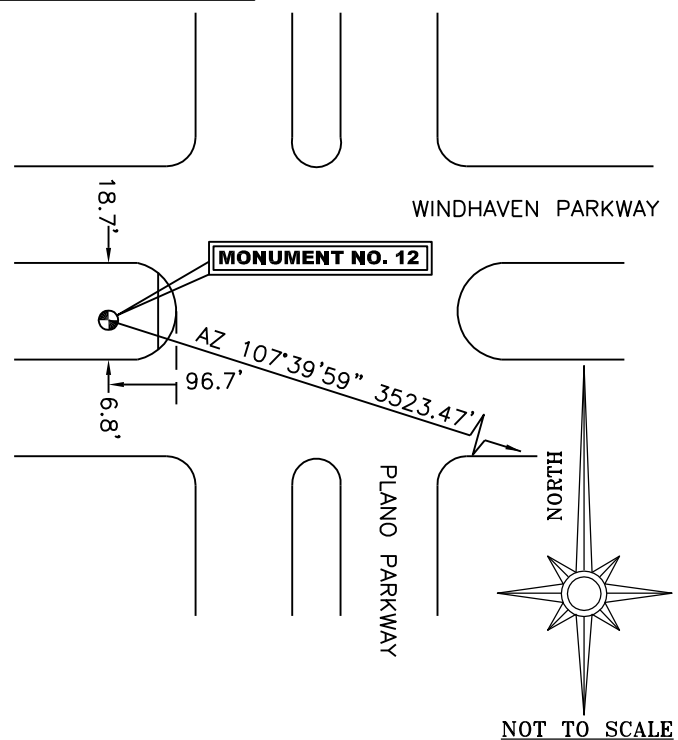 18.7'
WINDHAVEN PARKWAY
MONUMENT NO. 12
AZ 107°39'59" 3523.47'
96.7'
6.8'
PLANO PARKWAY
NORTH
NOT TO SCALE